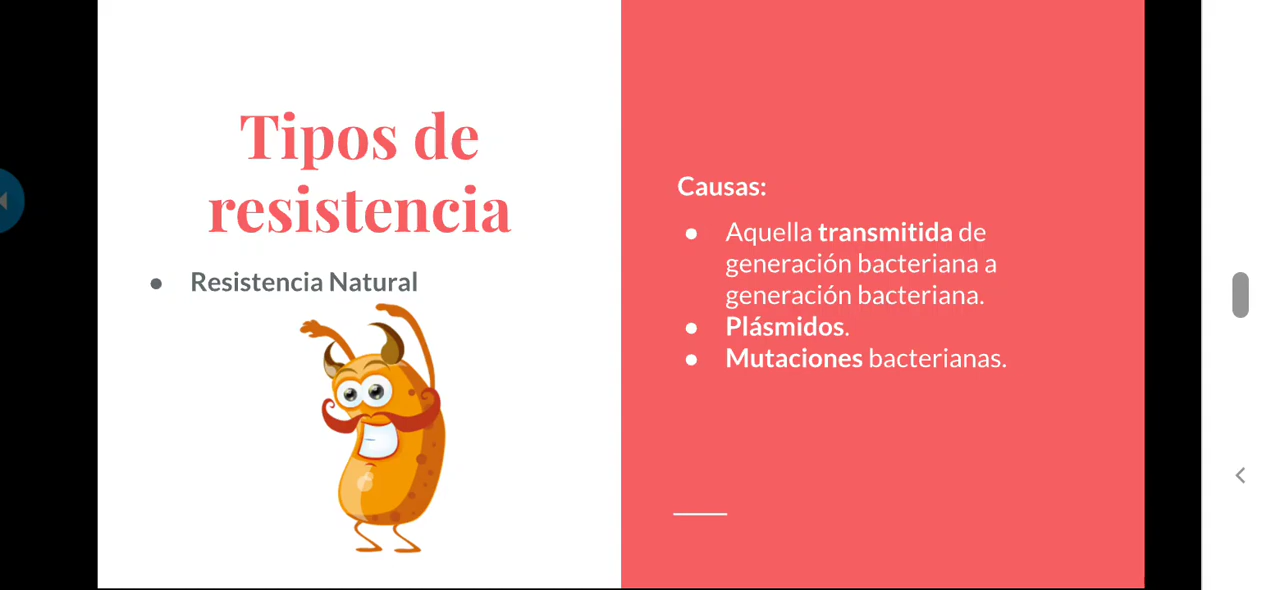 Tipos de
resistencia
● Resistencia Natural
Causas:
● Aquella transmitida de
generación bacteriana a
generación bacteriana.
● Plásmidos.
● Mutaciones bacterianas.